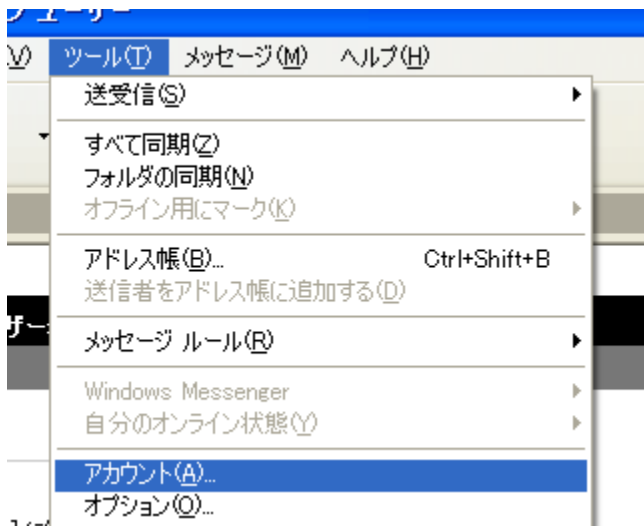 (V) ツール(T) メッセージ(M) ヘルプ(H)
送受信(S)
すべて同期(Z)
フォルダの同期(N)
オフライン用にマーク(K)
アドレス帳(B)... Ctrl+Shift+B
送信者をアドレス帳に追加する(D)
メッセージ ルール(R)
Windows Messenger
自分のオンライン状態(Y)
アカウント(A)...
オプション(O)...